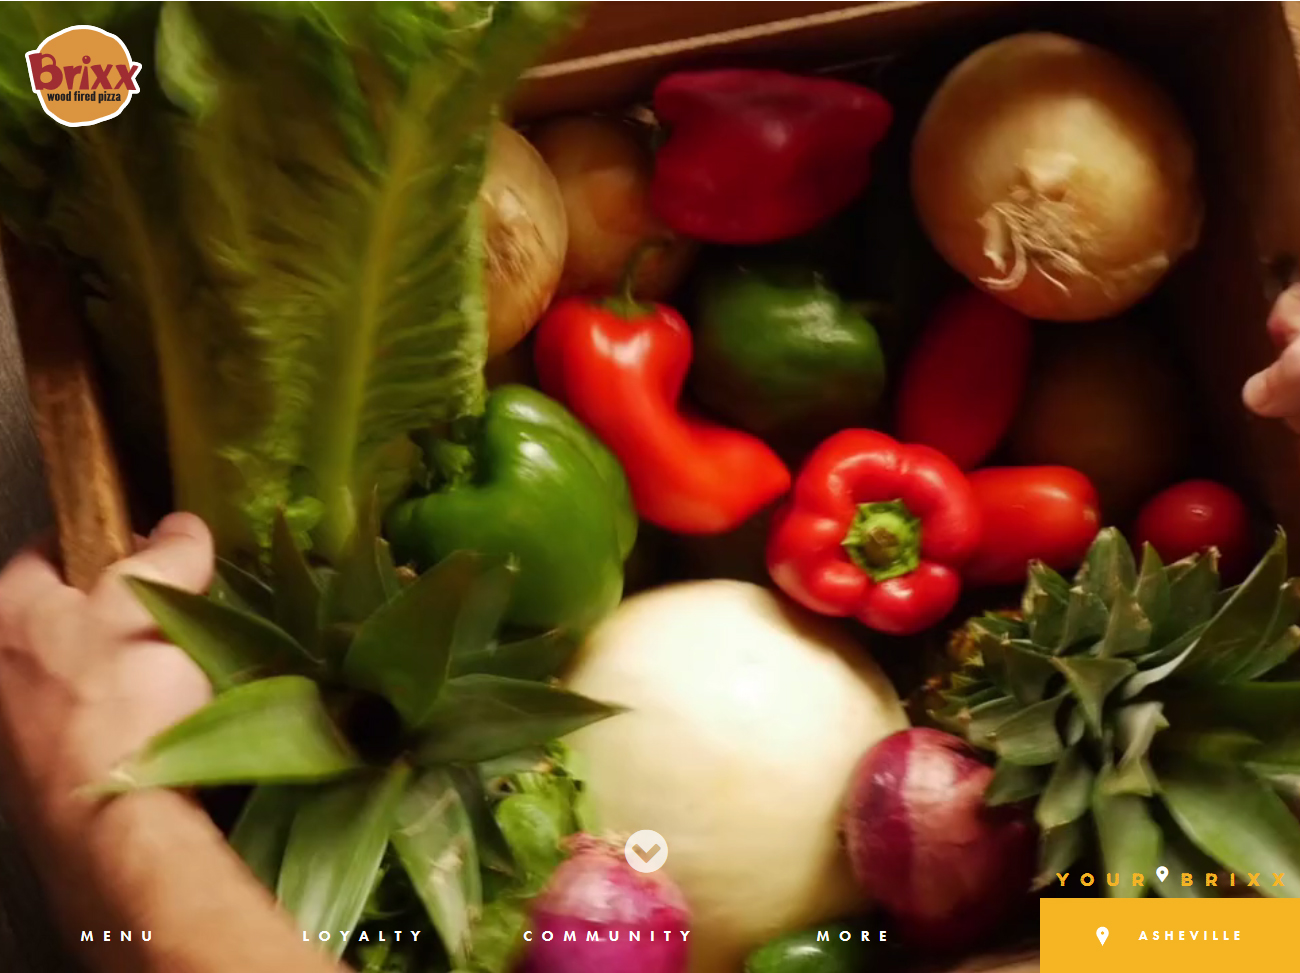 Brixx
wood fired pizza
YOUR BRIXX
MENU
LOYALTY
COMMUNITY
MORE
ASHEVILLE